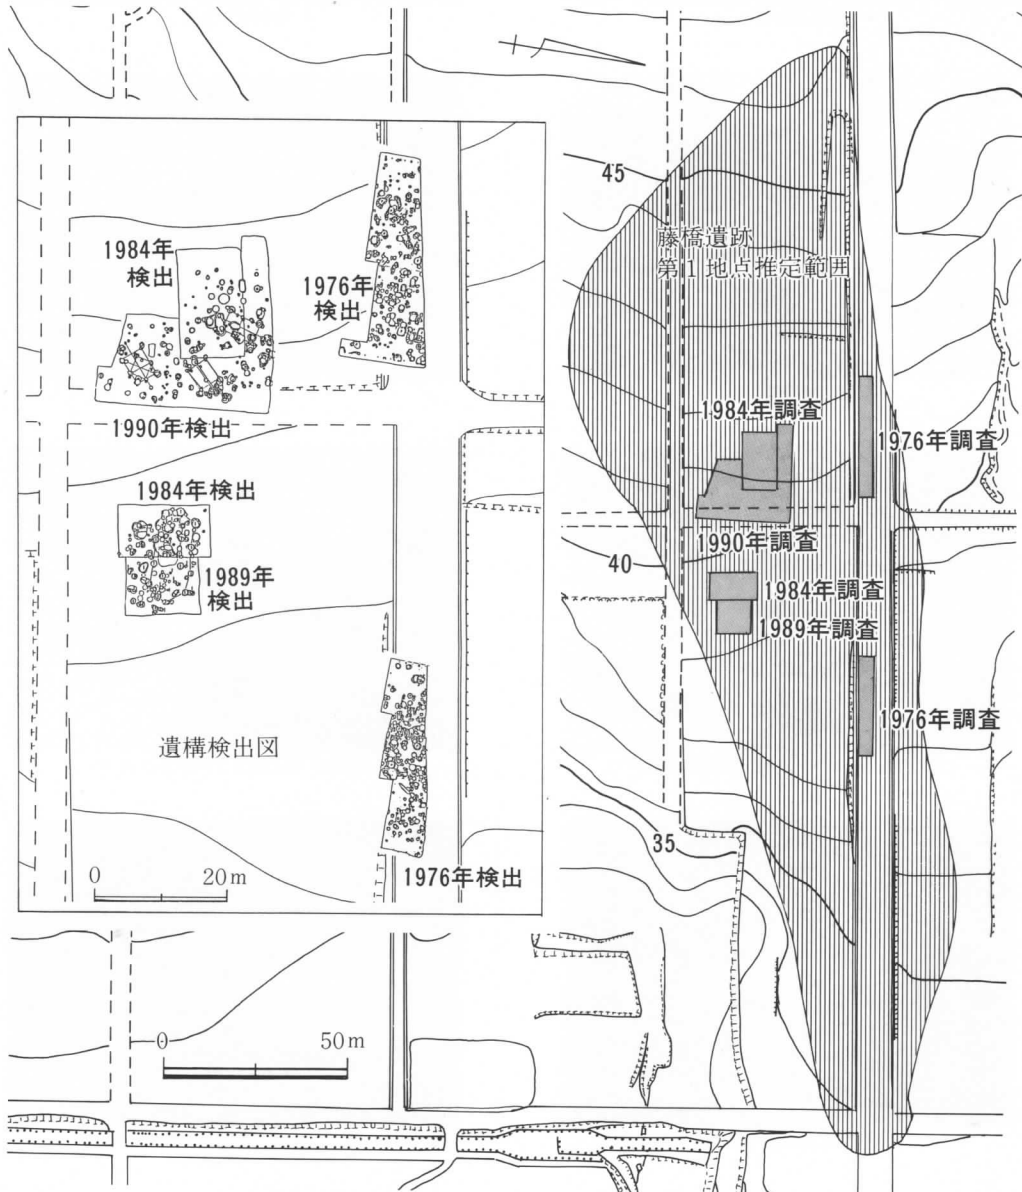 1984年
検出
1976年
検出
1990年検出
1984年検出
1989年
検出
遺構検出図
1976年検出
0 20m
0 50m
45
藤橋遺跡
第1地点推定範囲
1984年調査
1976年調査
1990年調査
40
1984年調査
1989年調査
1976年調査
35